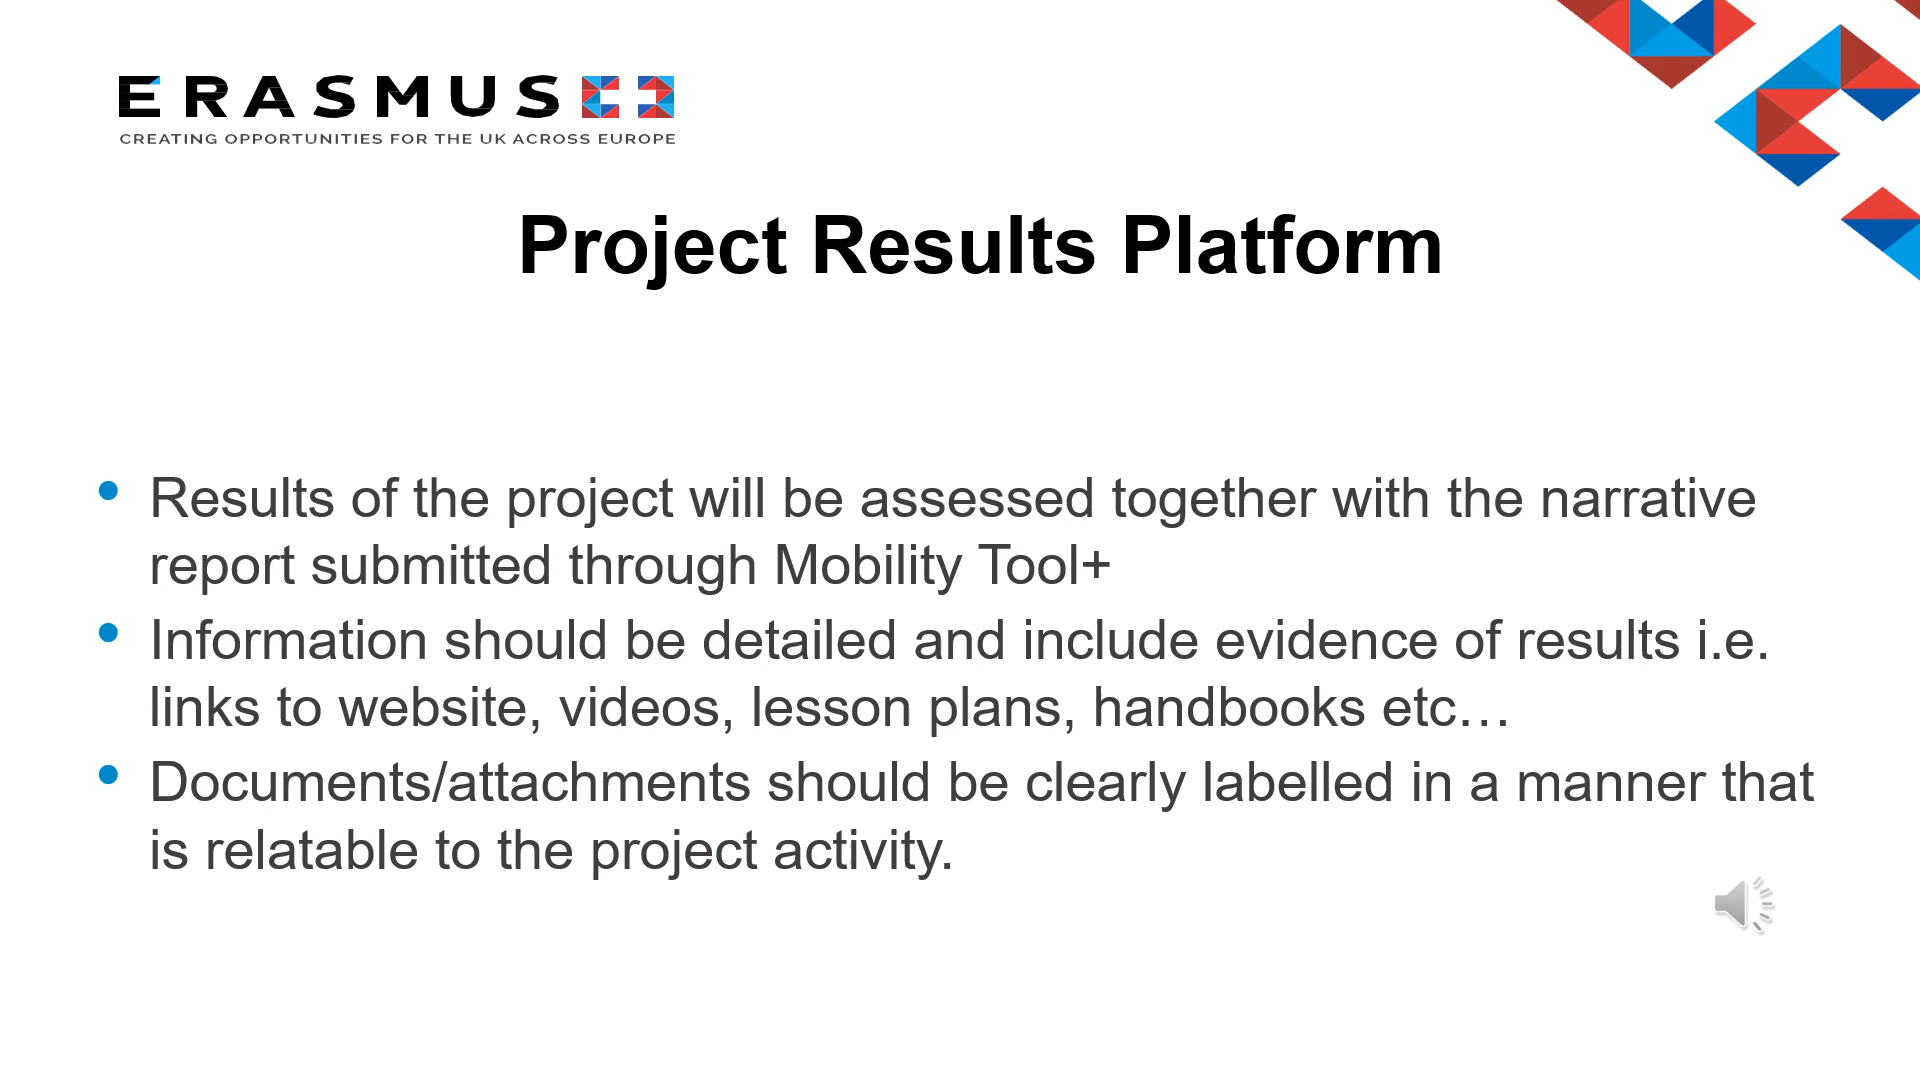 ERASMUS+
CREATING OPPORTUNITIES FOR THE UK ACROSS EUROPE
Project Results Platform
• Results of the project will be assessed together with the narrative
report submitted through Mobility Tool+
• Information should be detailed and include evidence of results i.e.
links to website, videos, lesson plans, handbooks etc…
• Documents/attachments should be clearly labelled in a manner that
is relatable to the project activity.